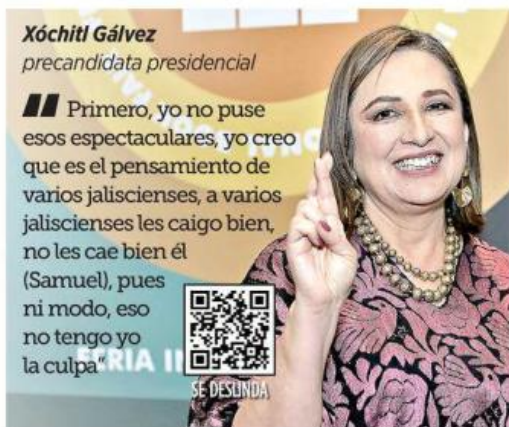 Xóchitl Gálvez
precandidata presidencial
Primero, yo no puse
esos espectaculares, yo creo
que es el pensamiento de
varios jaliscienses, a varios
jaliscienses les caigo bien,
no les cae bien él
(Samuel), pues
ni modo, eso
no tengo yo
la culpa"
FERIA IN
SE DESLINDA